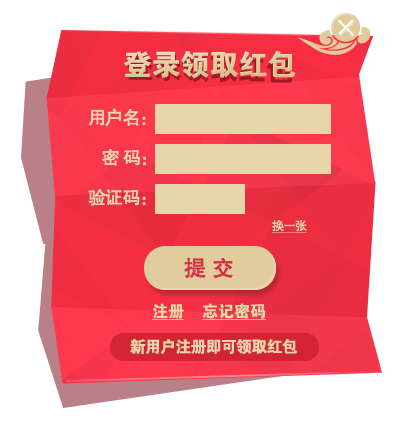 登录领取红包
用户名:
密 码:
验证码:
换一张
提 交
注册 忘记密码
新用户注册即可领取红包